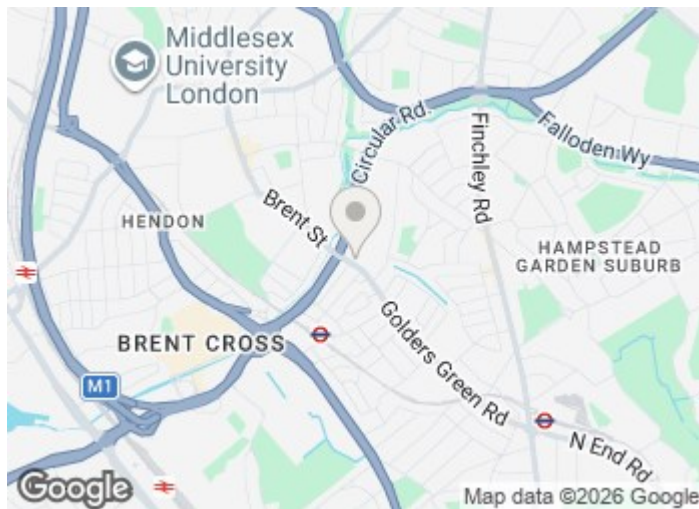 Middlesex
University
London
Circular Rd.
Finchley Rd
Falloden Wy
Brent St
HENDON
HAMPSTEAD
GARDEN SUBURB
BRENT CROSS
Golders Green Rd
M1
N End Rd
Google
Map data ©2026 Google